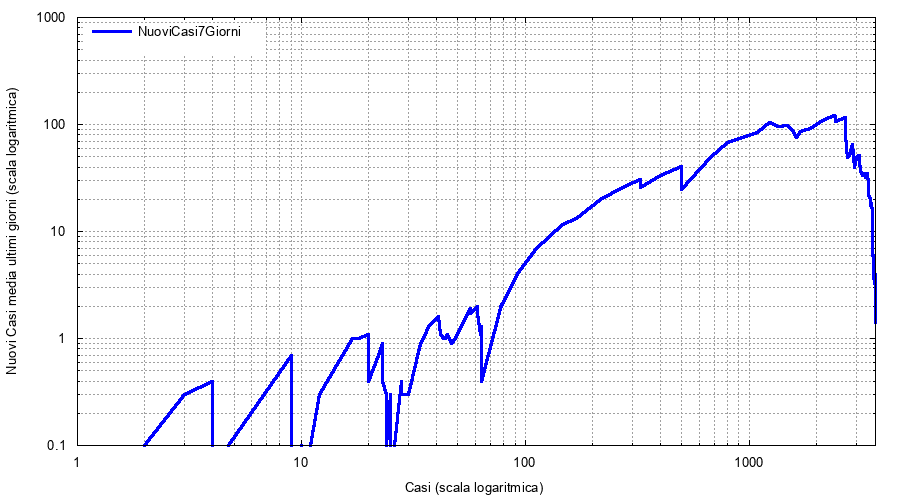 1000
NuoviCasi7Giorni
100
10
1
0.1
1 10 100 1000
Nuovi Casi media ultimi giorni (scala logaritmica)
Casi (scala logaritmica)